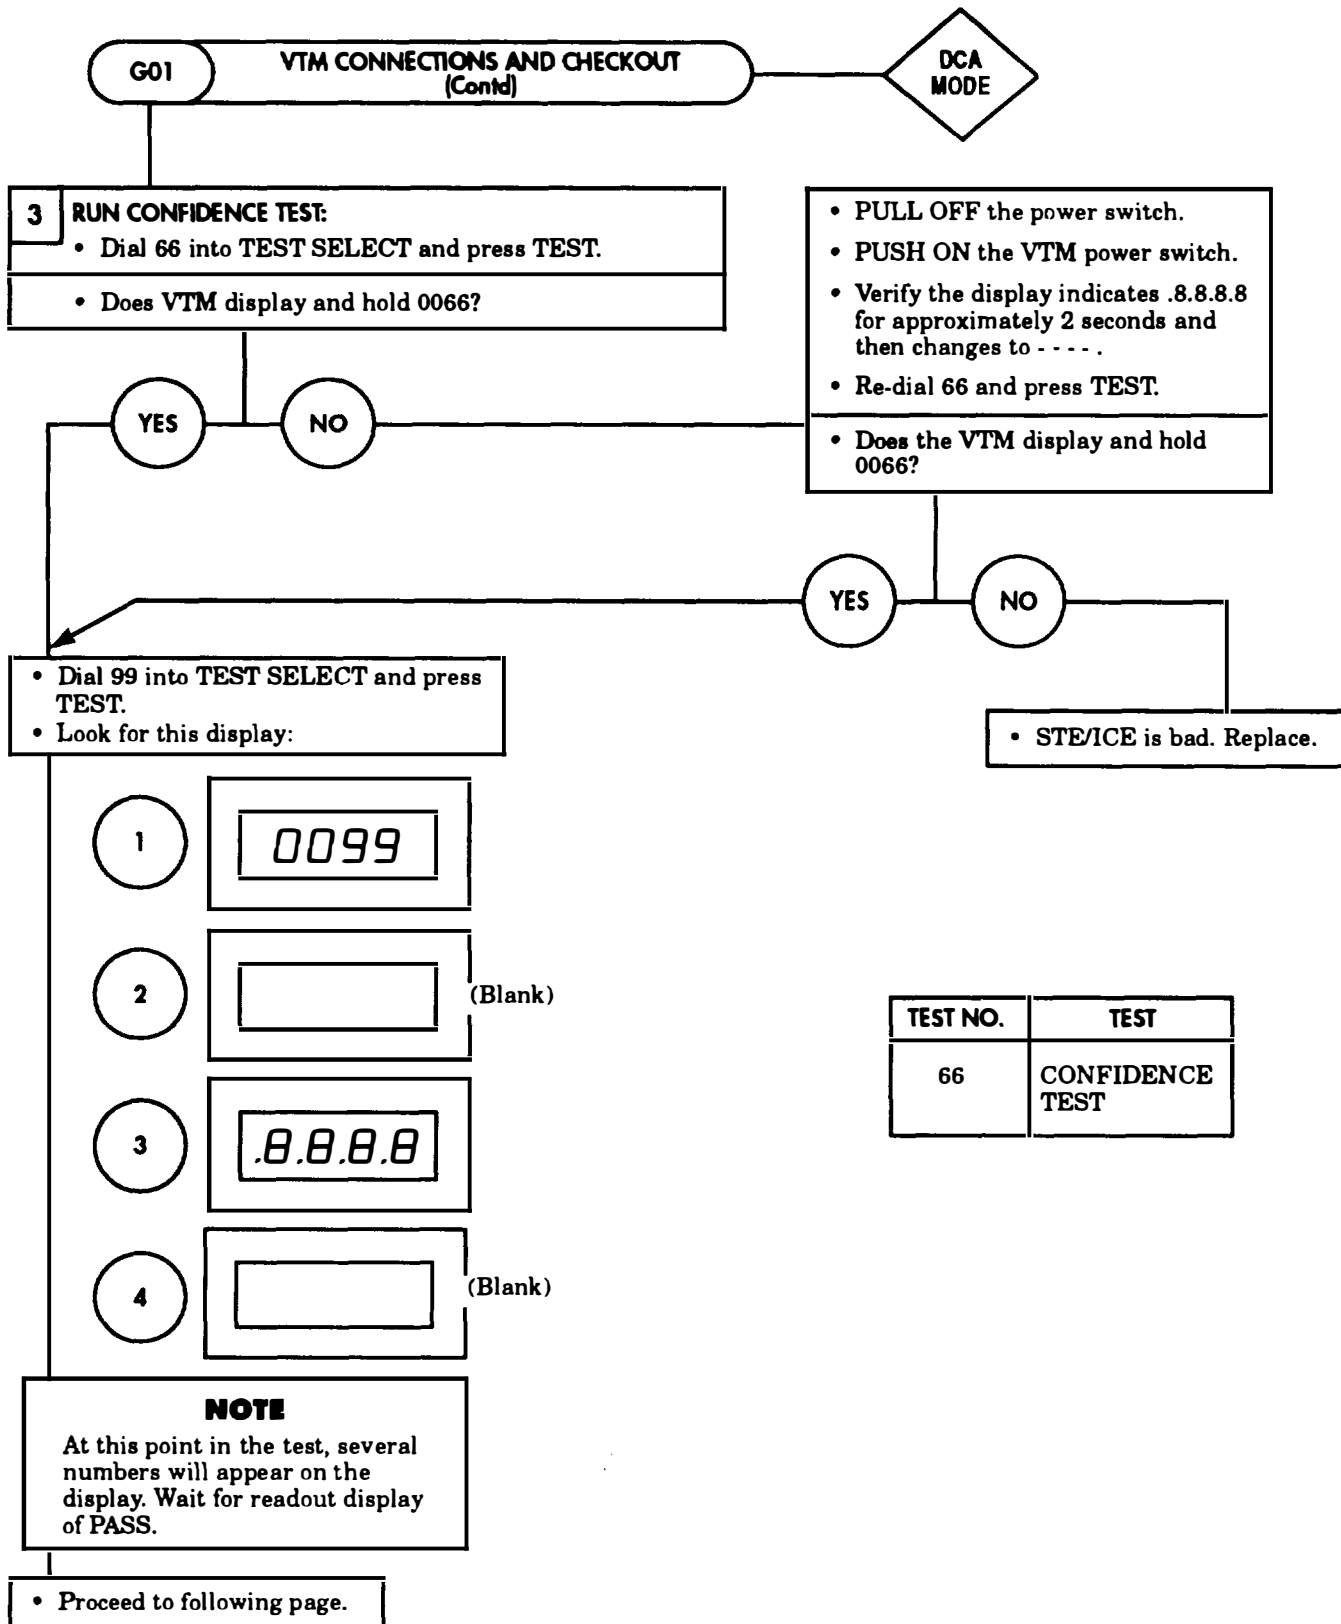 G01
VTM CONNECTIONS AND CHECKOUT
(Contd)
DCA
MODE
3
RUN CONFIDENCE TEST:
• Dial 66 into TEST SELECT and press TEST.
• Does VTM display and hold 0066?
YES
NO
• PULL OFF the power switch.
• PUSH ON the VTM power switch.
• Verify the display indicates .8.8.8.8
for approximately 2 seconds and
then changes to - - - - .
• Re-dial 66 and press TEST.
• Does the VTM display and hold
0066?
YES
NO
• STE/ICE is bad. Replace.
• Dial 99 into TEST SELECT and press
TEST.
• Look for this display:
1
0099
2
(Blank)
3
.8.8.8.8
4
(Blank)
TEST NO.
TEST
66
CONFIDENCE
TEST
NOTE
At this point in the test, several
numbers will appear on the
display. Wait for readout display
of PASS.
• Proceed to following page.